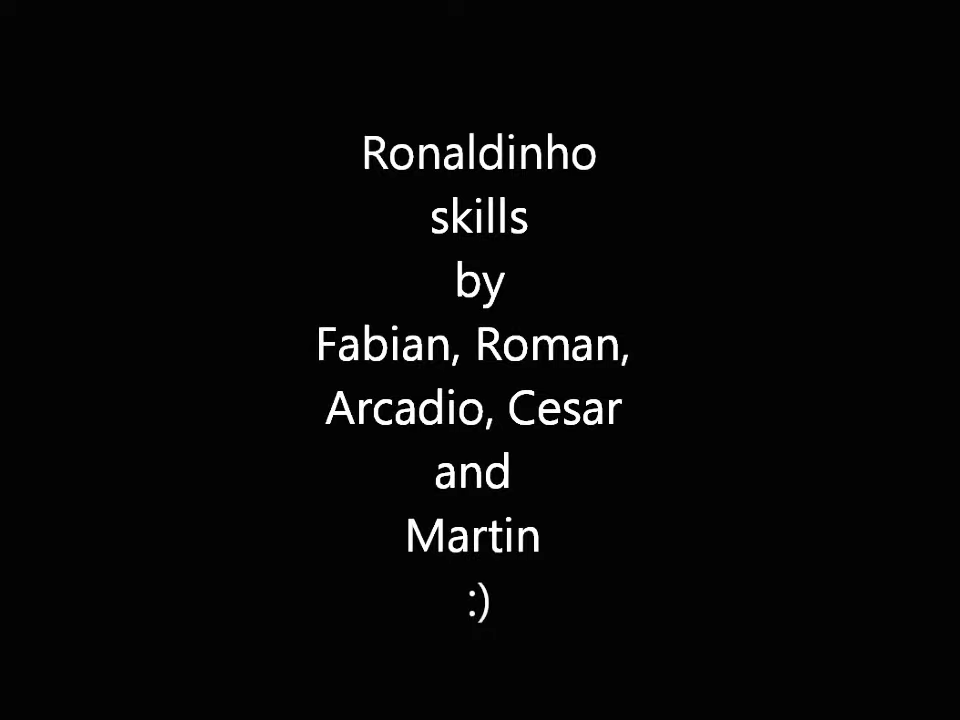 Ronaldinho
skills
by
Fabian, Roman,
Arcadio, Cesar
and
Martin
:)